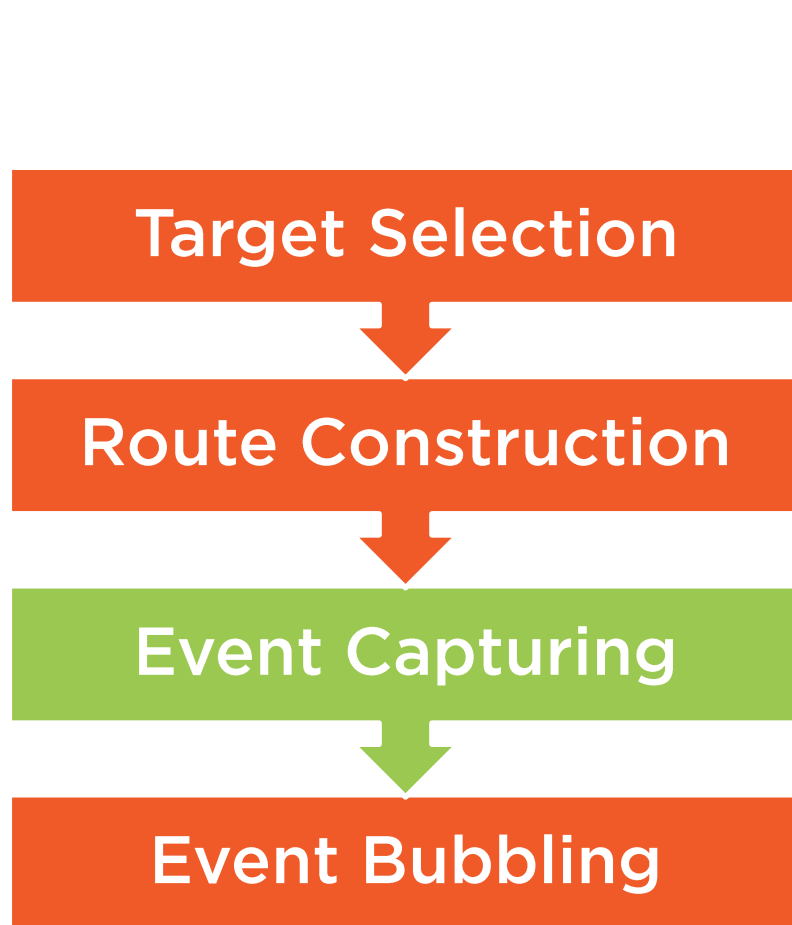 Target Selection
Route Construction
Event Capturing
Event Bubbling